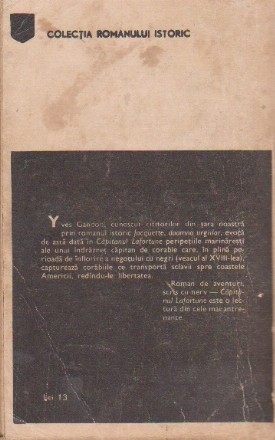 COLECȚIA ROMANULUI ISTORIC
Yves Gandon, cunoscut cititorilor din țara noastră
prin romanul istoric Jacquette, doamna urgiilor, evocă
de astă dată în Căpitanul Lafortune peripețiile marinărești
ale unui îndrăzneț căpitan de corabie care, în plină pe-
rioadă de înflorire a negoțului cu negri (veacul al XVIII-lea),
capturează corăbiile ce transportă sclavii spre coastele
Americii, redîndu-le libertatea.
Roman de aventuri,
scris cu nerv — Căpita-
nul Lafortune este o lec-
tură din cele mai antre-
nante.
Lei 13